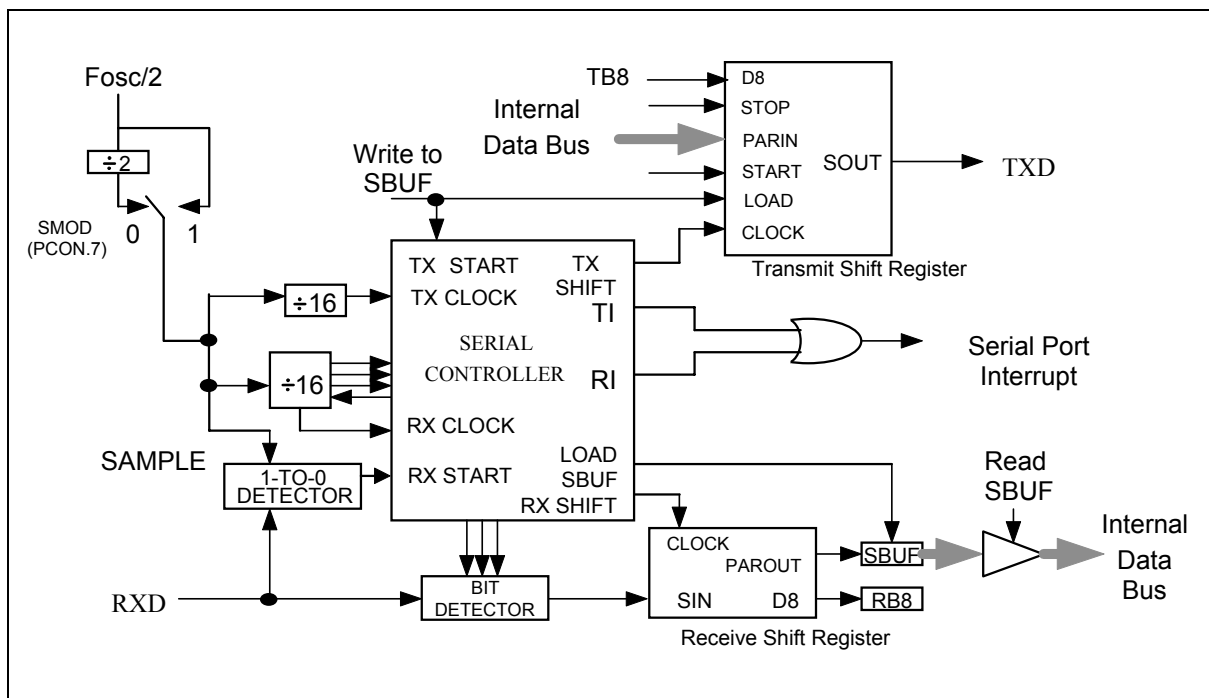 Fosc/2
÷2
SMOD
(PCON.7)
0
1
TB8
Internal
Data Bus
Write to
SBUF
D8
STOP
PARIN
START
LOAD
CLOCK
SOUT
TXD
Transmit Shift Register
÷16
÷16
SAMPLE
1-TO-0
DETECTOR
TX START
TX CLOCK
SERIAL
CONTROLLER
RX CLOCK
RX START
TX
SHIFT
TI
RI
LOAD
SBUF
RX SHIFT
Serial Port
Interrupt
RXD
BIT
DETECTOR
CLOCK
PAROUT
SIN
D8
Receive Shift Register
SBUF
RB8
Read
SBUF
Internal
Data
Bus